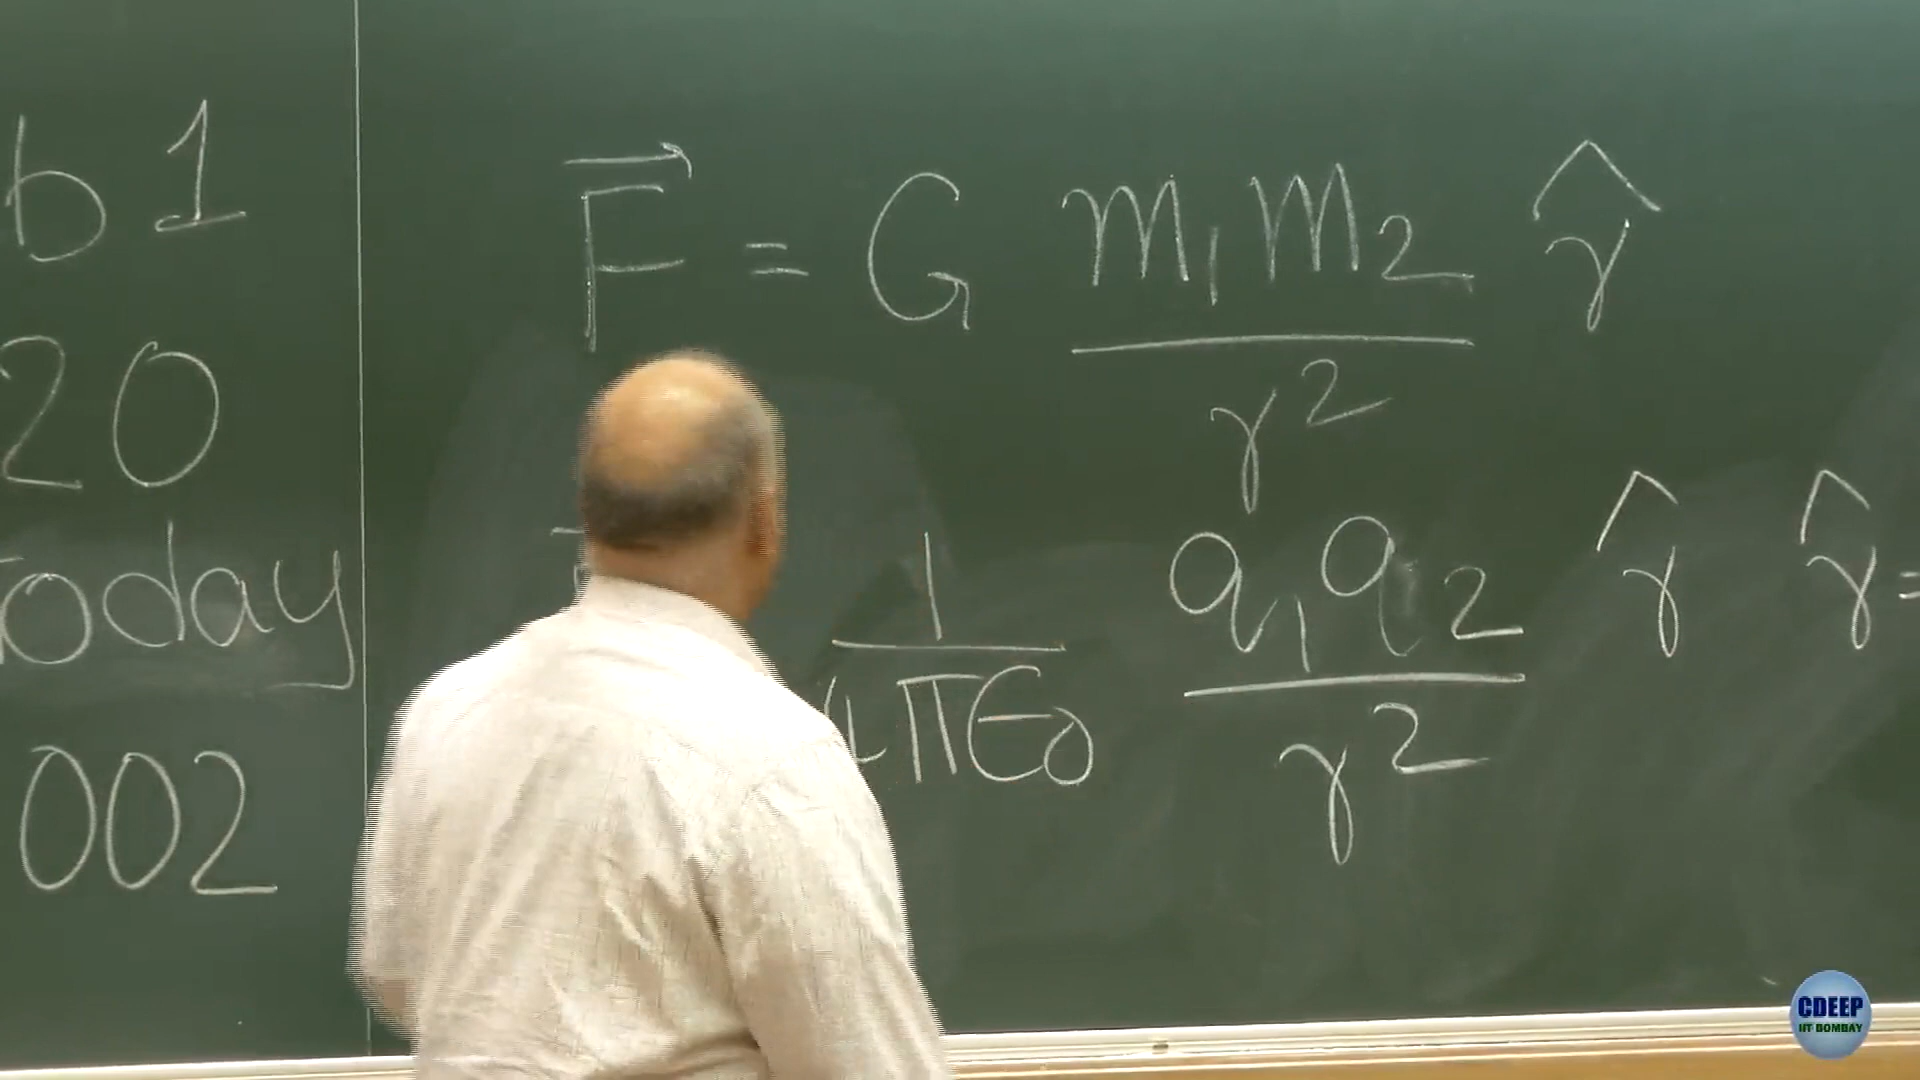 b 1
20
Today
002
F⃗ = G m₁m₂ / r² r̂
1 / 4πϵ₀ q₁q₂ / r² r̂ r̂ =
CDEEP
IIT BOMBAY